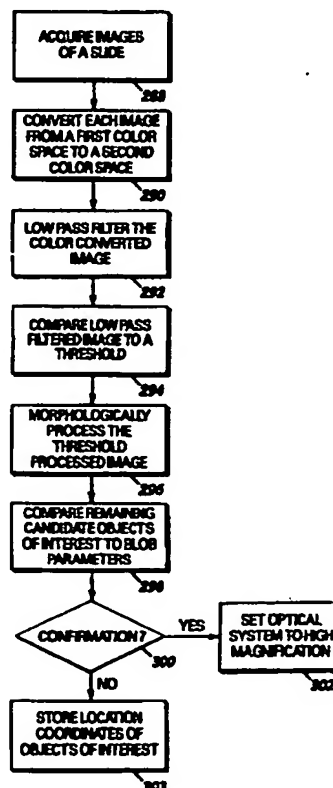 ACQUIRE IMAGES
OF A SLIDE
288
CONVERT EACH IMAGE
FROM A FIRST COLOR
SPACE TO A SECOND
COLOR SPACE
290
LOW PASS FILTER THE
COLOR CONVERTED
IMAGE
292
COMPARE LOW PASS
FILTERED IMAGE TO A
THRESHOLD
294
MORPHOLOGICALLY
PROCESS THE
THRESHOLD
PROCESSED IMAGE
296
COMPARE REMAINING
CANDIDATE OBJECTS
OF INTEREST TO BLOB
PARAMETERS
298
CONFIRMATION ?
300
YES
SET OPTICAL
SYSTEM TO HIGH
MAGNIFICATION
302
NO
STORE LOCATION
COORDINATES OF
OBJECTS OF INTEREST
303